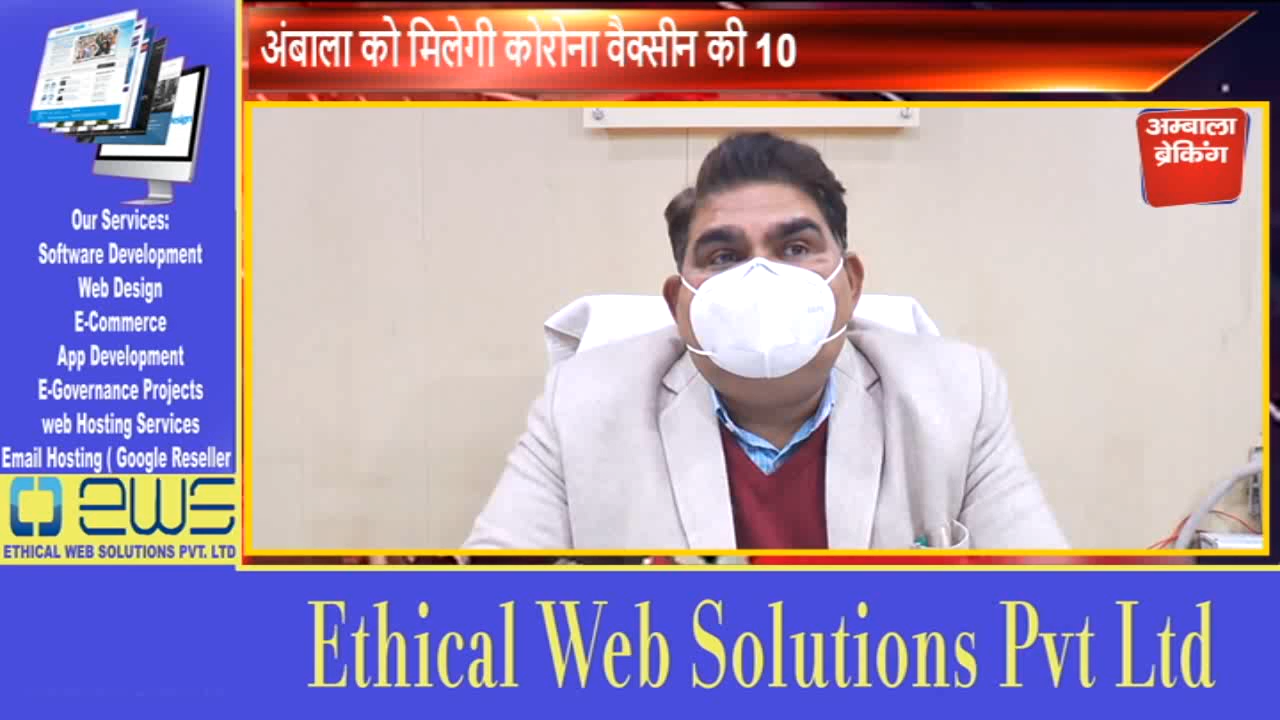 अंबाला को मिलेगी कोरोना वैक्सीन की 10
अम्बाला
ब्रेकिंग
Our Services:
Software Development
Web Design
E-Commerce
App Development
E-Governance Projects
web Hosting Services
Email Hosting ( Google Reseller
ews
ETHICAL WEB SOLUTIONS PVT. LTD
Ethical Web Solutions Pvt Ltd